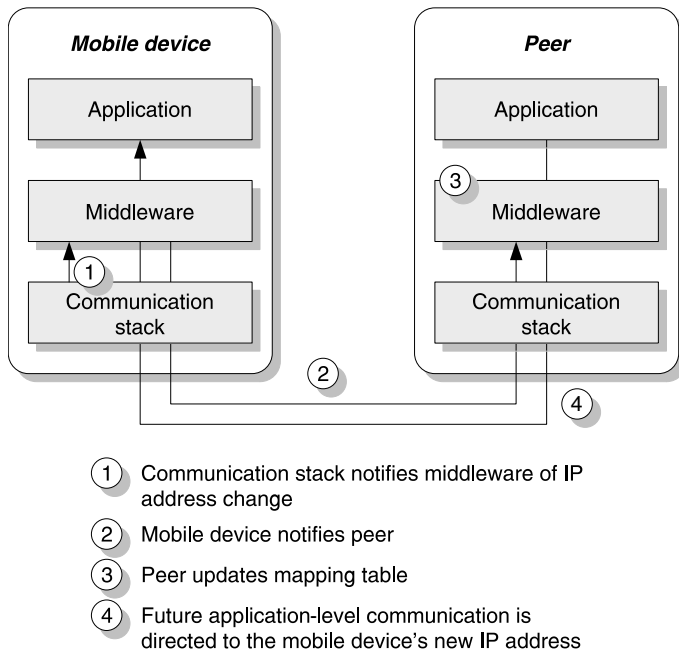 Mobile device
Peer
Application
Application
3
Middleware
Middleware
1
Communication
stack
Communication
stack
2
4
1 Communication stack notifies middleware of IP
address change
2 Mobile device notifies peer
3 Peer updates mapping table
4 Future application-level communication is
directed to the mobile device's new IP address